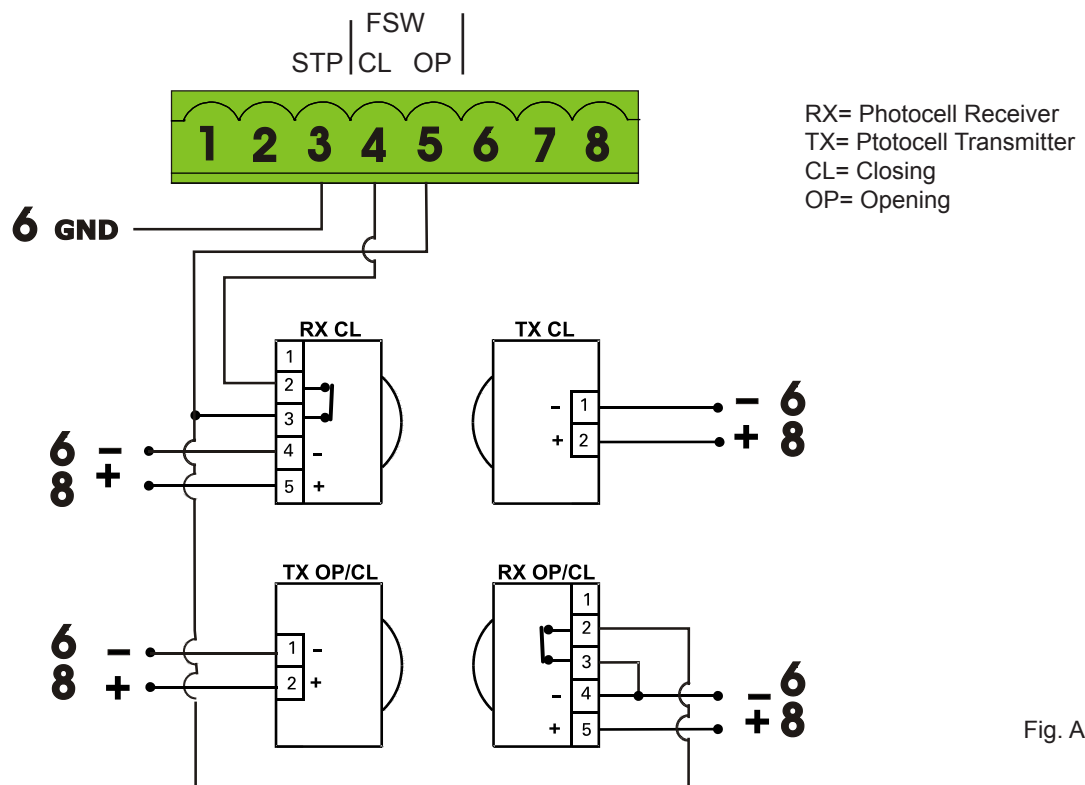 FSW
STP CL OP
1 2 3 4 5 6 7 8
RX= Photocell Receiver
TX= Ptotocell Transmitter
CL= Closing
OP= Opening
6 GND
RX CL
1
2
3
4 -
5 +
6 -
8 +
TX CL
- 1
+ 2
- 6
+ 8
TX OP/CL
1 -
2 +
6 -
8 +
RX OP/CL
1
2
3
- 4
+ 5
- 6
+ 8
Fig. A